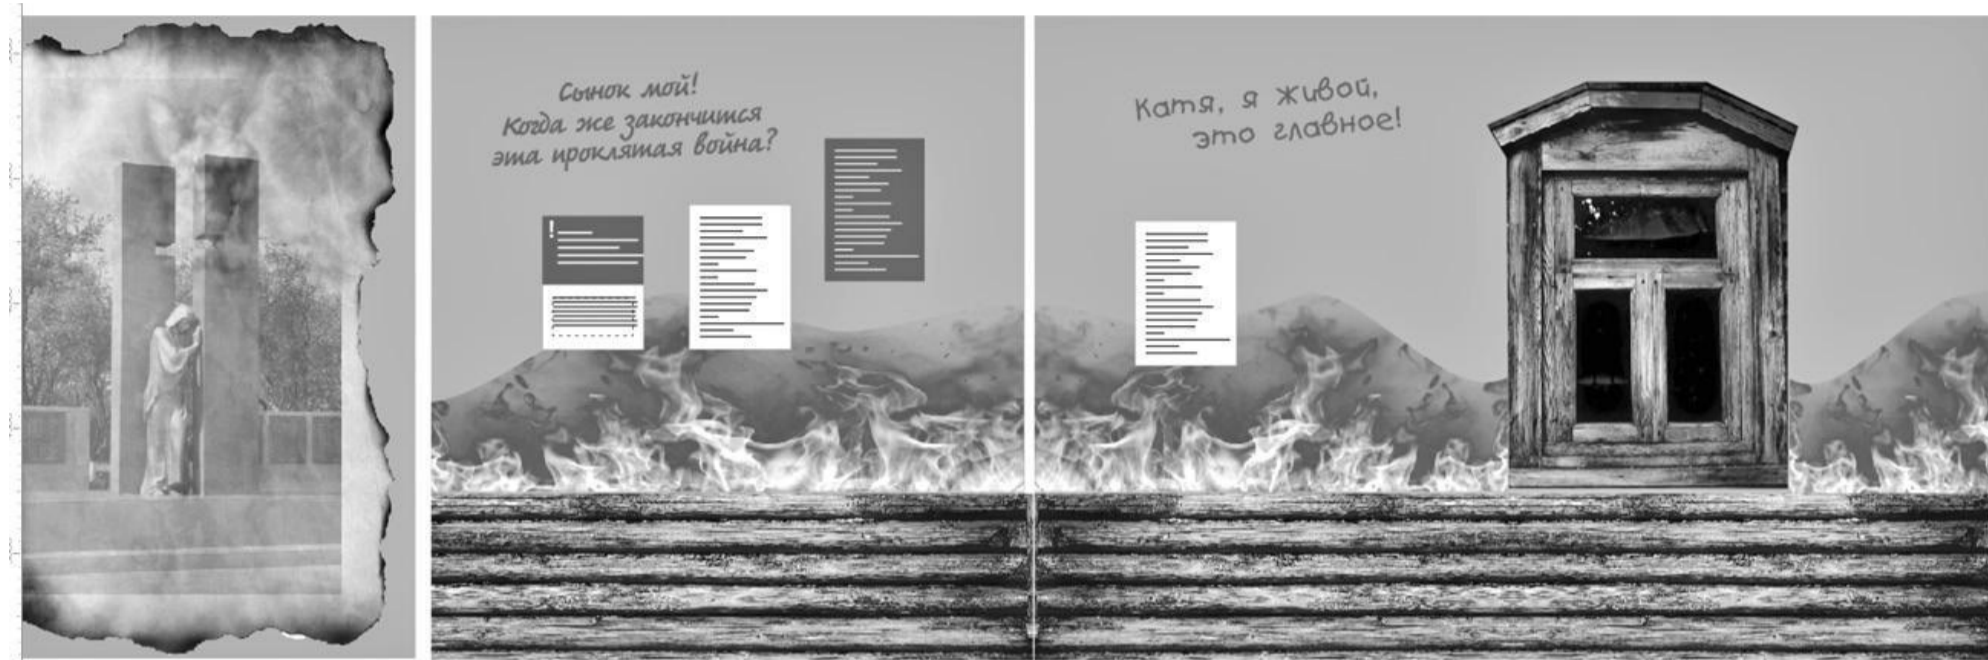 Сынок мой!
Когда же закончится
эта проклятая война?
!
Катя, я живой,
это главное!